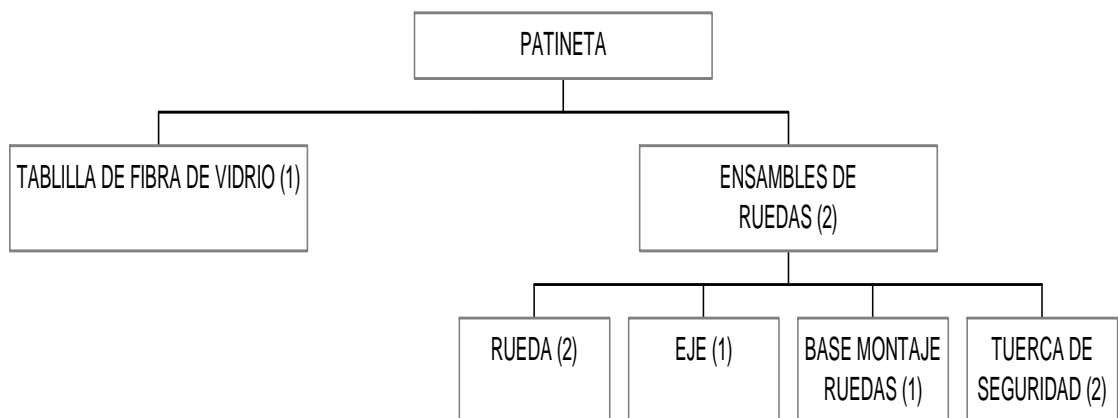 PATINETA
TABLILLA DE FIBRA DE VIDRIO (1)
ENSAMBLES DE
RUEDAS (2)
RUEDA (2)
EJE (1)
BASE MONTAJE
RUEDAS (1)
TUERCA DE
SEGURIDAD (2)